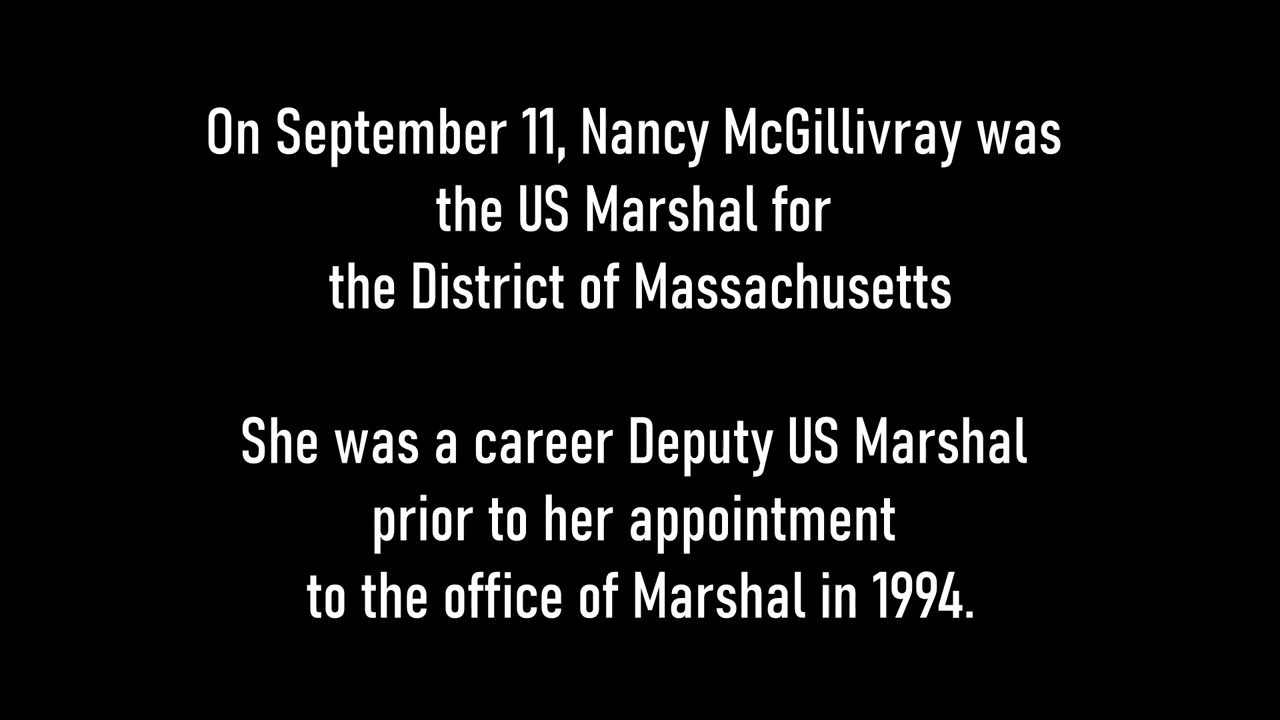 On September 11, Nancy McGillivray was
the US Marshal for
the District of Massachusetts
She was a career Deputy US Marshal
prior to her appointment
to the office of Marshal in 1994.